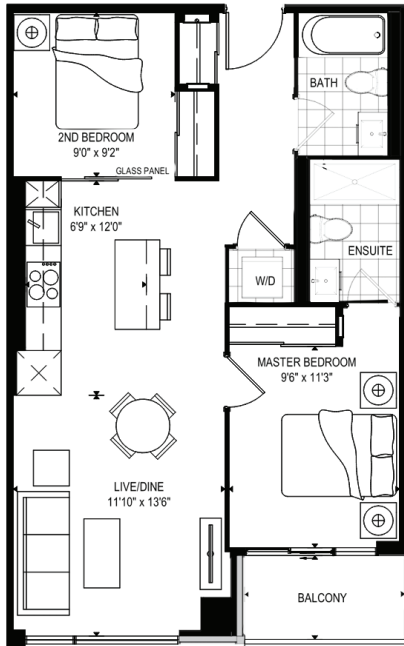 BATH
2ND BEDROOM
9'0" x 9'2"
GLASS PANEL
KITCHEN
6'9" x 12'0"
ENSUITE
W/D
MASTER BEDROOM
9'6" x 11'3"
LIVE/DINE
11'10" x 13'6"
BALCONY